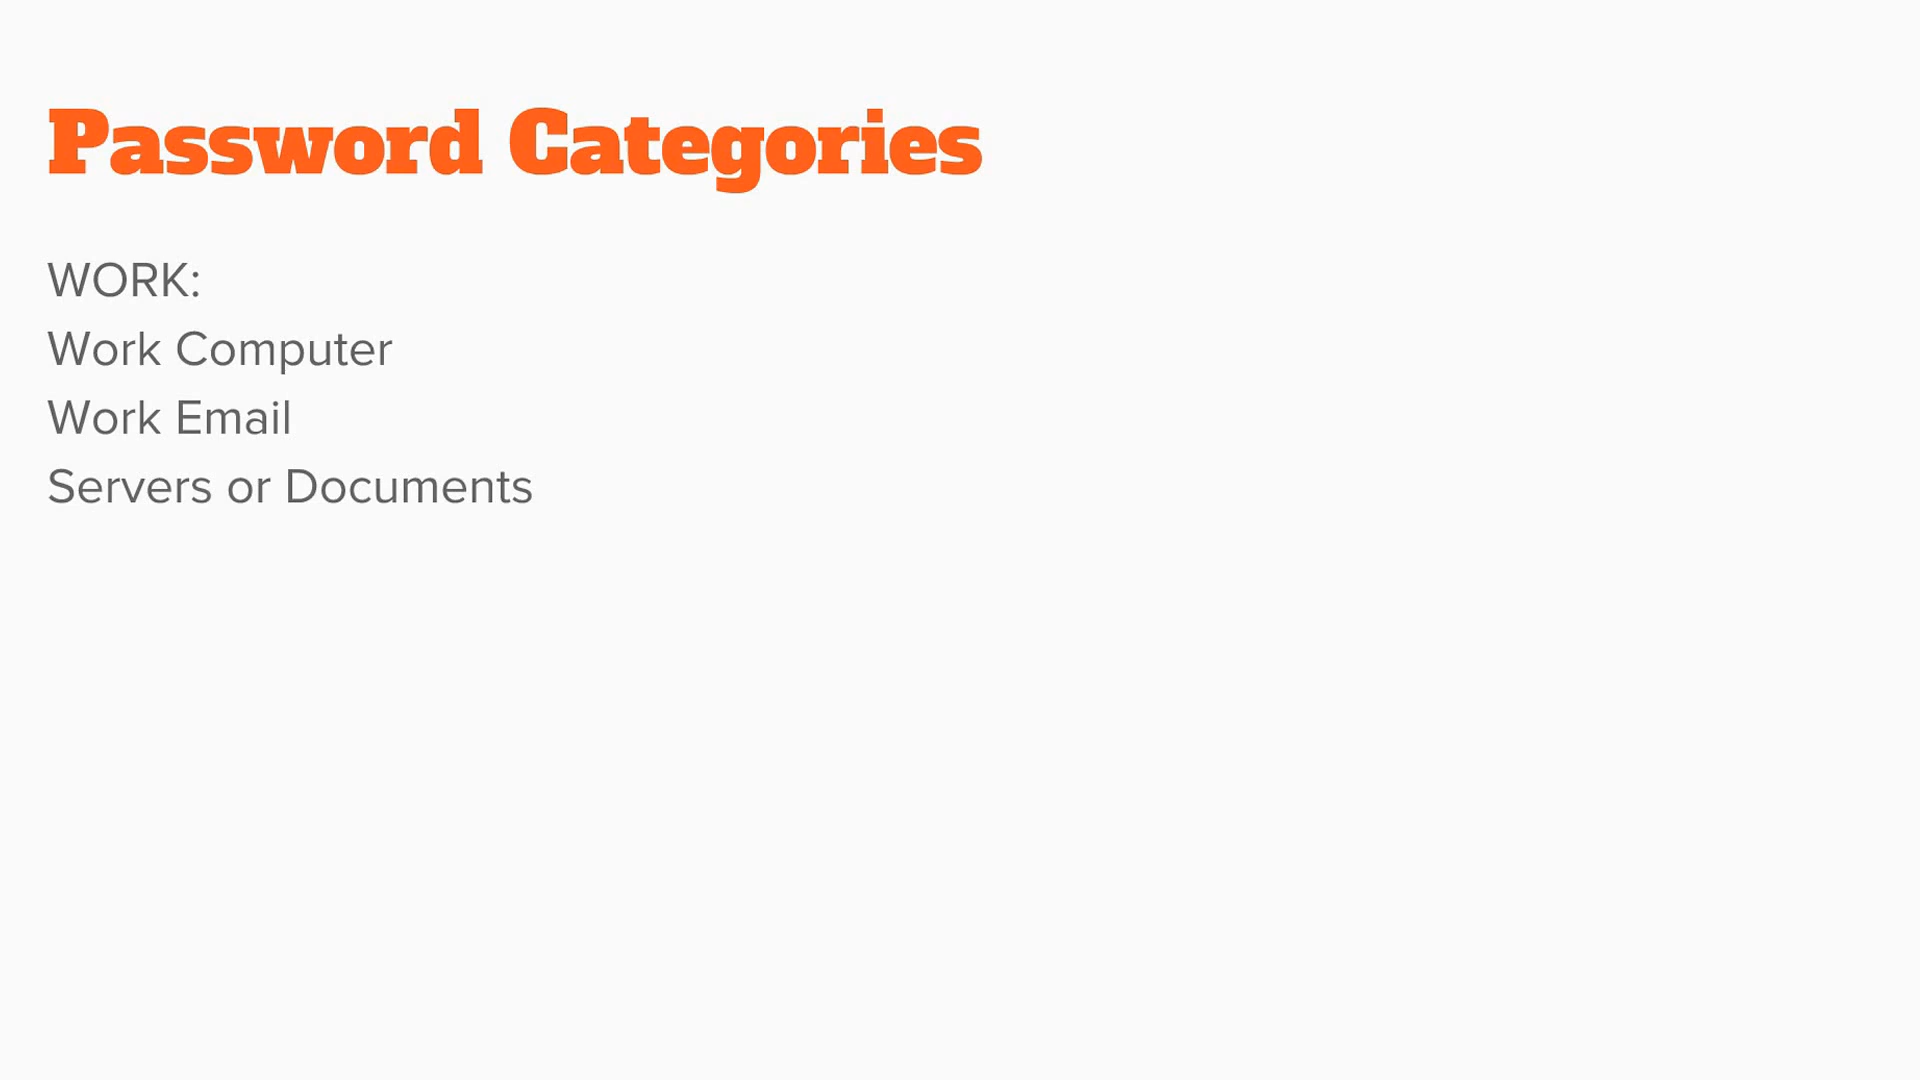 Password Categories
WORK:
Work Computer
Work Email
Servers or Documents